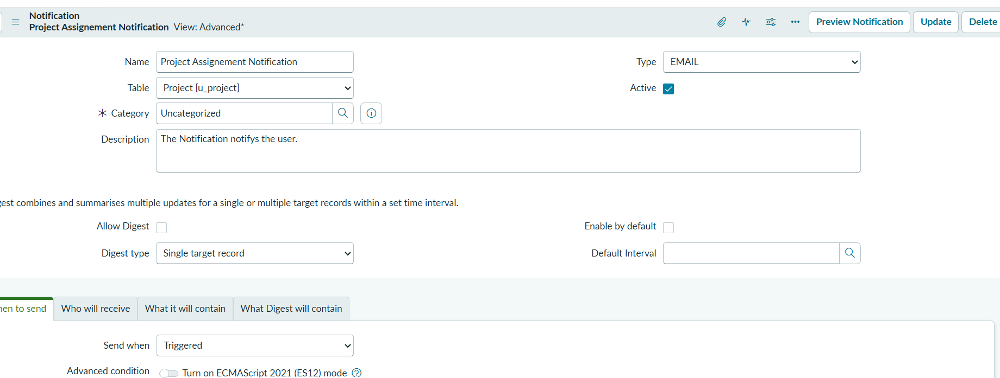 Notification
Project Assignement Notification View: Advanced*
Preview Notification
Update
Delete
Name Project Assignement Notification
Type EMAIL
Table Project [u_project]
Active
* Category Uncategorized
Description The Notification notifys the user.
combines and summarises multiple updates for a single or multiple target records within a set time interval.
Allow Digest
Enable by default
Digest type Single target record
Default Interval
to send
Who will receive
What it will contain
What Digest will contain
Send when Triggered
Advanced condition Turn on ECMAScript 2021 (ES12) mode